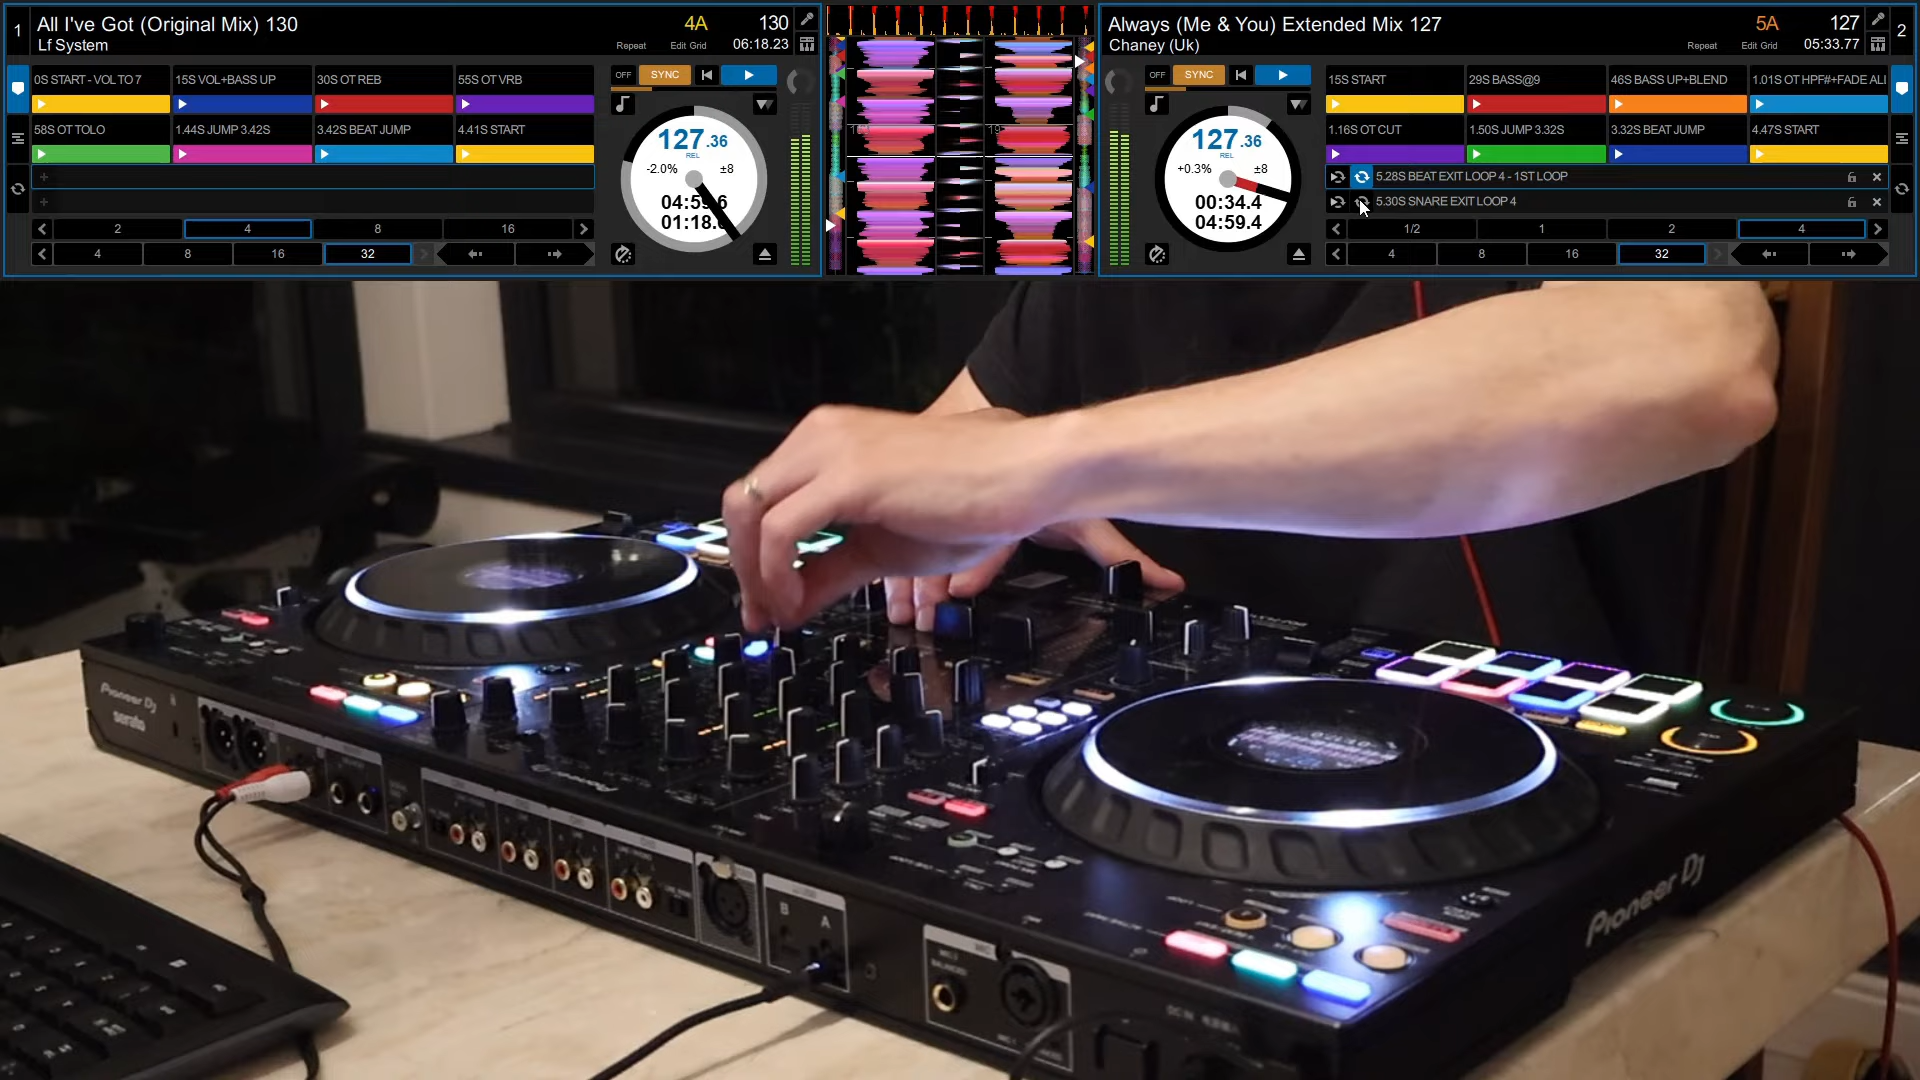 1
All I've Got (Original Mix) 130
4A
130
Lf System
Repeat
Edit Grid
06:18.23
0S START - VOL TO 7
15S VOL+BASS UP
30S OT REB
55S OT VRB
58S OT TOLO
1.44S JUMP 3.42S
3.42S BEAT JUMP
4.41S START
2
4
8
16
4
8
16
32
OFF
SYNC
127.36
REL
-2.0%
±8
Always (Me & You) Extended Mix 127
5A
127
2
Chaney (Uk)
Repeat
Edit Grid
05:33.77
OFF
SYNC
127.36
REL
+0.3%
±8
00:34.4
04:59.4
15S START
29S BASS@9
46S BASS UP+BLEND
1.01S OT HPF#+FADE ALI
1.16S OT CUT
1.50S JUMP 3.32S
3.32S BEAT JUMP
4.47S START
5.28S BEAT EXIT LOOP 4 - 1ST LOOP
5.30S SNARE EXIT LOOP 4
1/2
1
2
4
4
8
16
32
Pioneer Dj
serato
B
A
Pioneer Dj